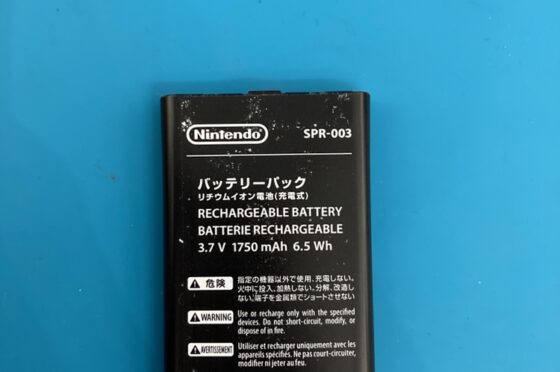 Nintendo SPR-003
バッテリーパック
リチウムイオン電池(充電式)
RECHARGEABLE BATTERY
BATTERIE RECHARGEABLE
3.7 V 1750 mAh 6.5 Wh
危険 指定の機器以外で使用、充電しない。
火中に投入、加熱しない。分解、改造し
ない。端子を金属類でショートさせない
WARNING Use or recharge only with the specified
devices. Do not short-circuit, modify, or
dispose of in fire.
AVERTISSEMENT Utiliser et recharger uniquement avec les
appareils spécifiés. Ne pas court-circuiter,
modifier ni jeter au feu.